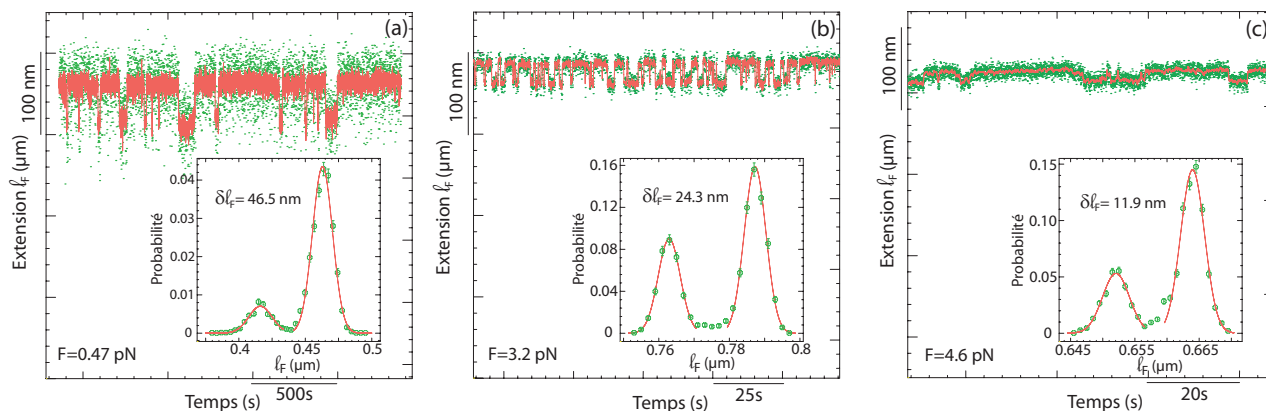 (a)
100 nm
Extension ℓF (µm)
0.04
0.03
0.02
0.01
0
Probabilité
δℓF= 46.5 nm
0.4
0.45
0.5
ℓF (µm)
F=0.47 pN
Temps (s)
500s
(b)
100 nm
Extension ℓF (µm)
0.16
0.12
0.08
0.04
0
Probabilité
δℓF= 24.3 nm
0.76
0.78
0.8
ℓF (µm)
F=3.2 pN
Temps (s)
25s
(c)
100 nm
Extension ℓF (µm)
0.15
0.10
0.05
0
Probabilité
δℓF= 11.9 nm
0.645
0.655
0.665
ℓF (µm)
F=4.6 pN
Temps (s)
20s